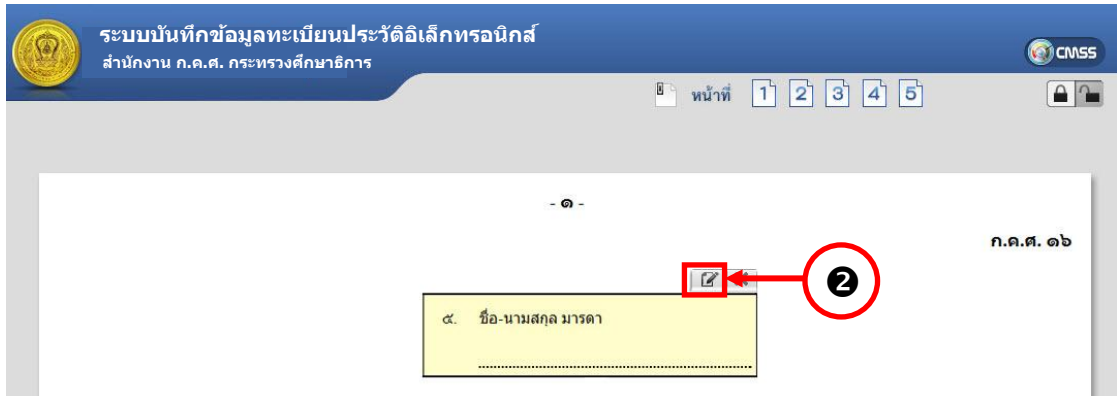 ระบบบันทึกข้อมูลทะเบียนประวัติอิเล็กทรอนิกส์
สำนักงาน ก.ค.ศ. กระทรวงศึกษาธิการ
CMSS
หน้าที่ 1 2 3 4 5
- ๑ -
ก.ค.ศ. ๑๖
❷
๕. ชื่อ-นามสกุล มารดา